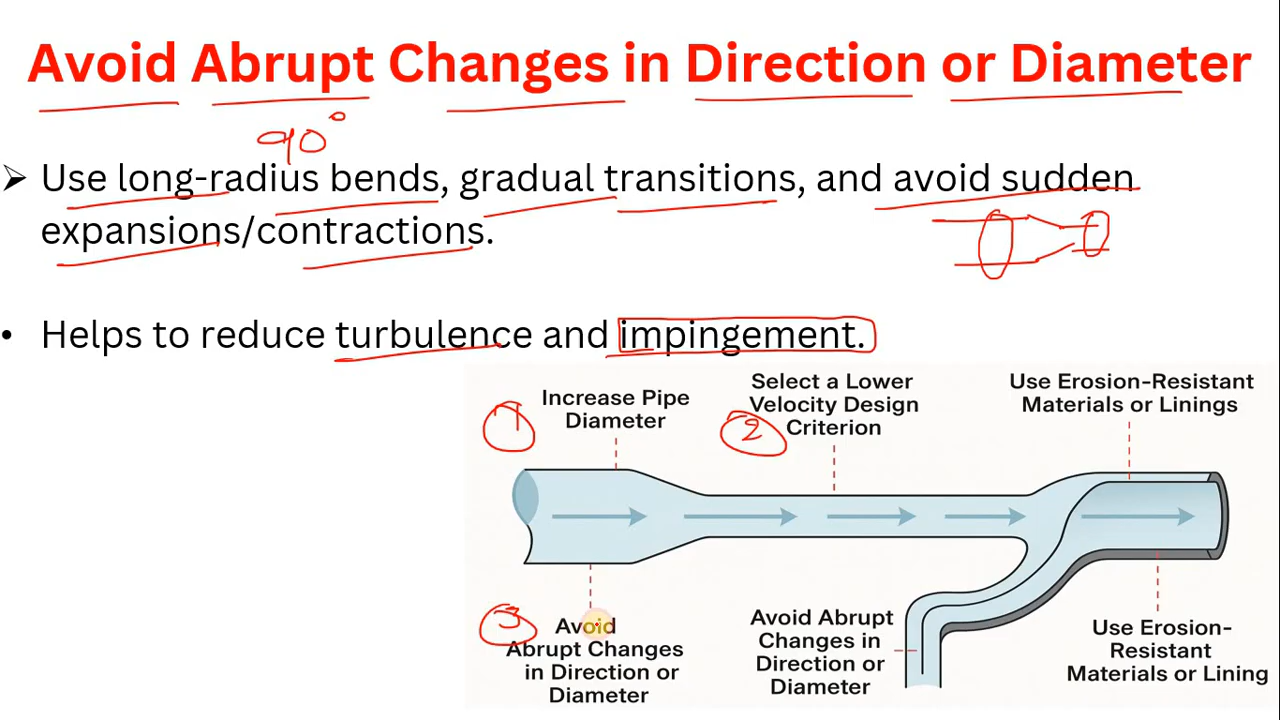 Avoid Abrupt Changes in Direction or Diameter
90°
Use long-radius bends, gradual transitions, and avoid sudden
expansions/contractions.
• Helps to reduce turbulence and impingement.
1
Increase Pipe
Diameter
2
Select a Lower
Velocity Design
Criterion
Use Erosion-Resistant
Materials or Linings
3
Avoid
Abrupt Changes
in Direction or
Diameter
Avoid Abrupt
Changes in
Direction or
Diameter
Use Erosion-
Resistant
Materials or Lining